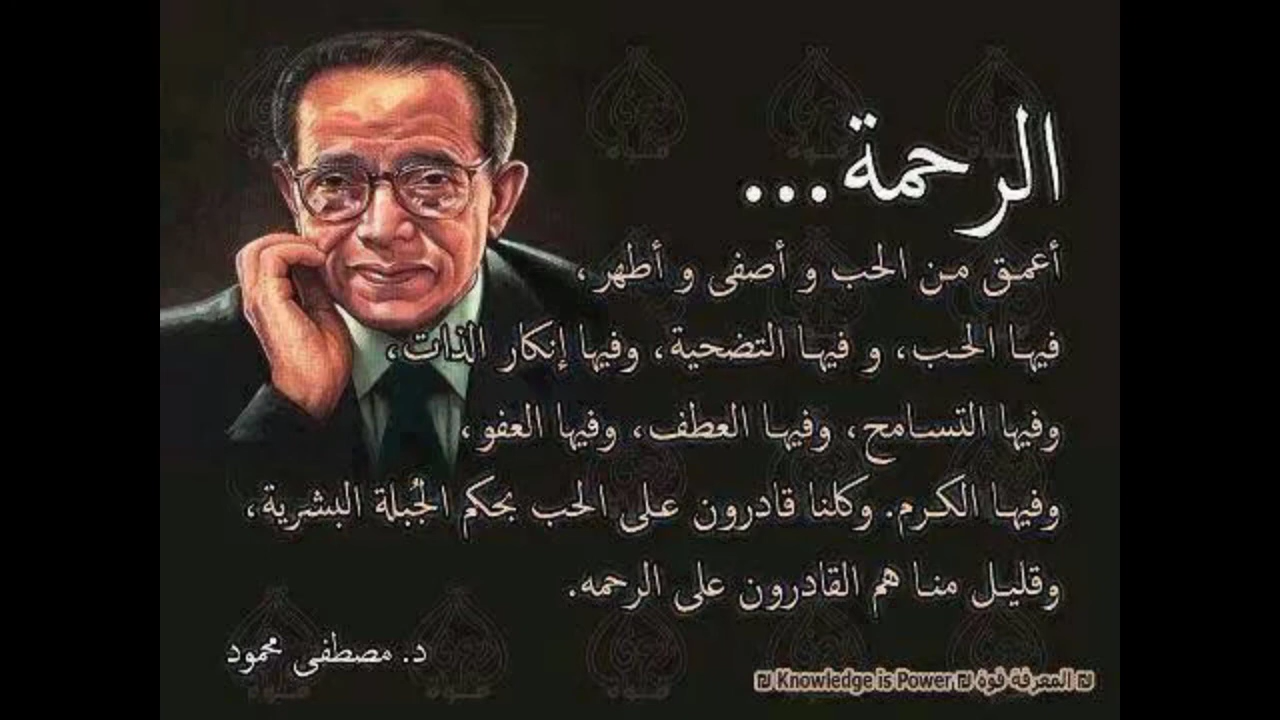 الرحمة...
أعمق من الحب و أصفى و أطهر،
فيها الحب، و فيها التضحية، وفيها إنكار الذات،
وفيها التسامح، وفيها العطف، وفيها العفو،
وفيها الكرم. وكلنا قادرون على الحب بحكم الجُبلة البشرية،
وقليل منا هم القادرون على الرحمه.
د. مصطفى محمود
₪ المعرفة قوة ₪ Knowledge is Power ₪